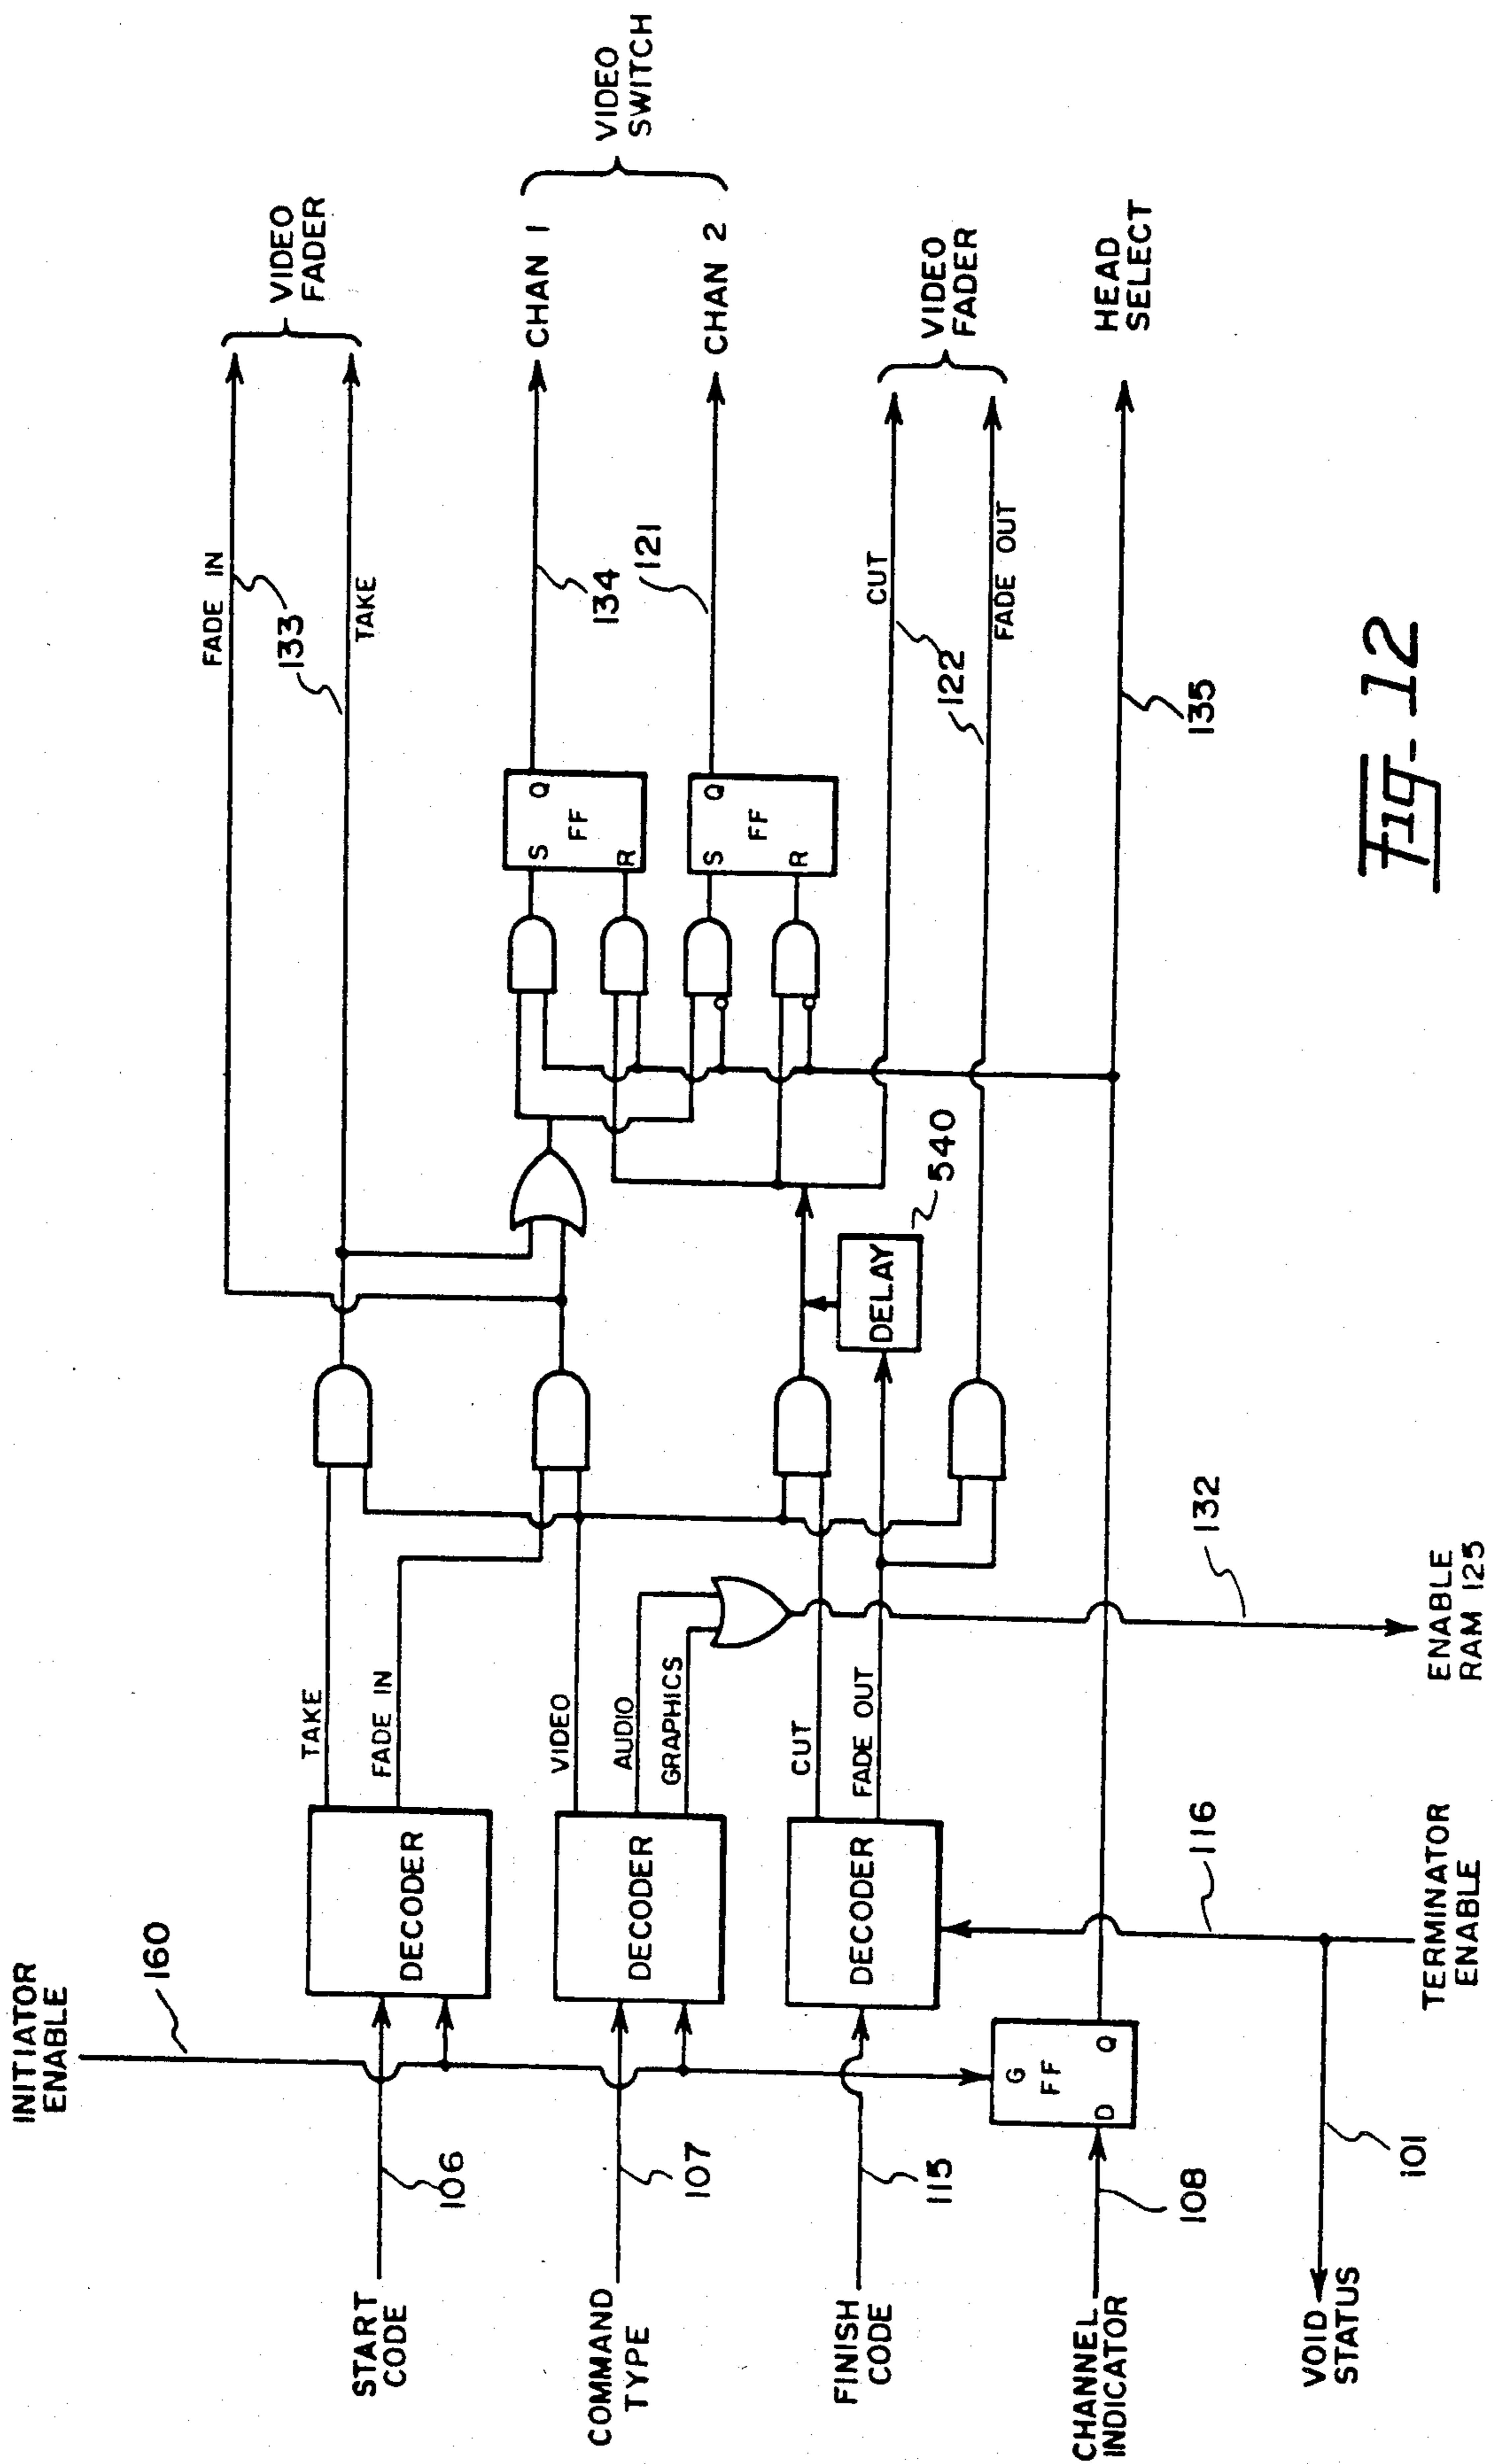 INITIATOR
ENABLE
160
START
CODE
106
DECODER
TAKE
FADE IN
FADE IN
133
TAKE
VIDEO
FADER
COMMAND
TYPE
107
DECODER
VIDEO
AUDIO
GRAPHICS
S
Q
FF
R
134
CHAN 1
S
Q
FF
R
121
CHAN 2
VIDEO
SWITCH
FINISH
CODE
115
DECODER
CUT
FADE OUT
DELAY
540
CUT
122
FADE OUT
VIDEO
FADER
CHANNEL
INDICATOR
108
G
FF
D
Q
135
HEAD
SELECT
VOID
STATUS
101
116
TERMINATOR
ENABLE
132
ENABLE
RAM 125
Fig-12